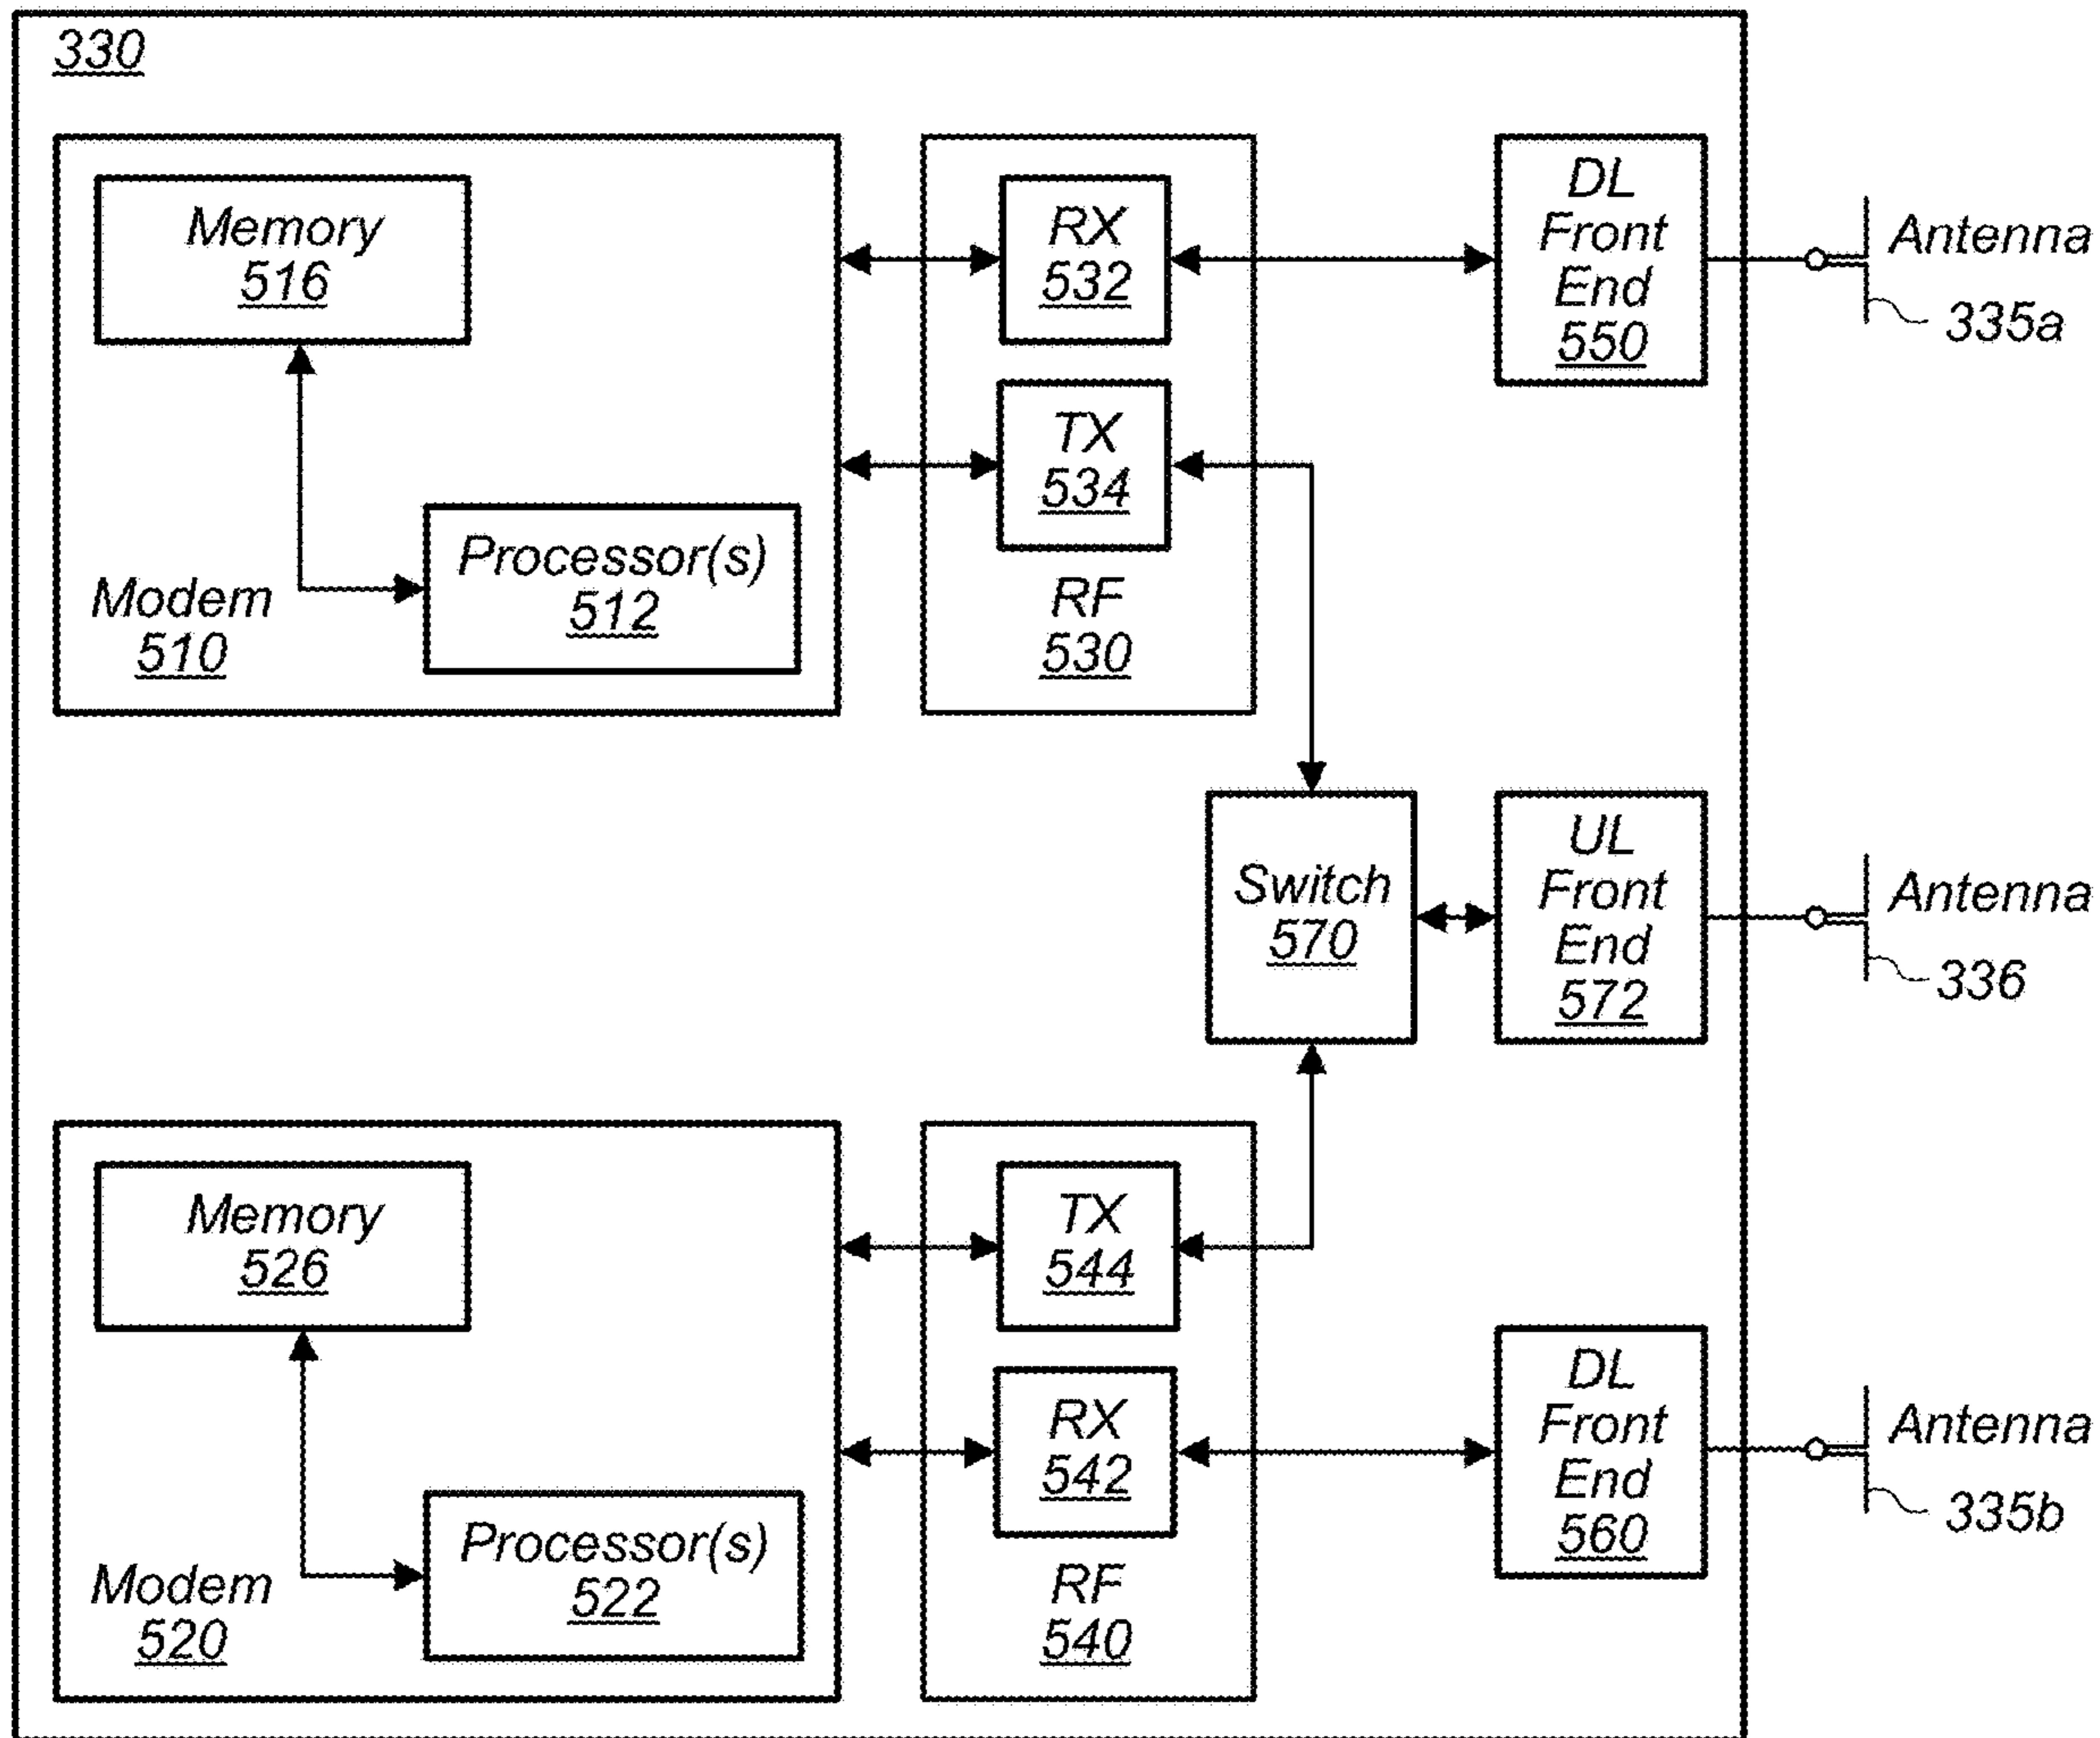 330
Memory
516
Processor(s)
512
Modem
510
RX
532
TX
534
RF
530
DL
Front
End
550
Antenna
335a
Switch
570
UL
Front
End
572
Antenna
336
Memory
526
Processor(s)
522
Modem
520
TX
544
RX
542
RF
540
DL
Front
End
560
Antenna
335b